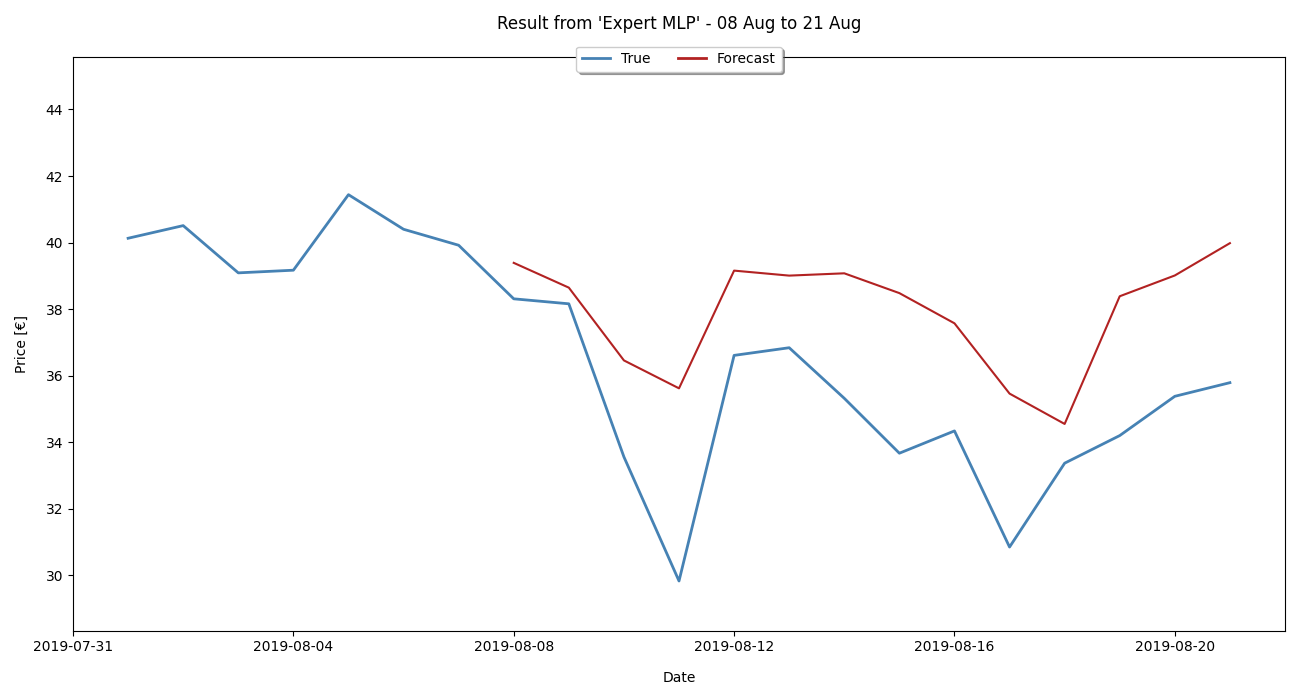 Result from 'Expert MLP' - 08 Aug to 21 Aug
True Forecast
44
42
40
38
36
34
32
30
Price [€]
2019-07-31 2019-08-04 2019-08-08 2019-08-12 2019-08-16 2019-08-20
Date